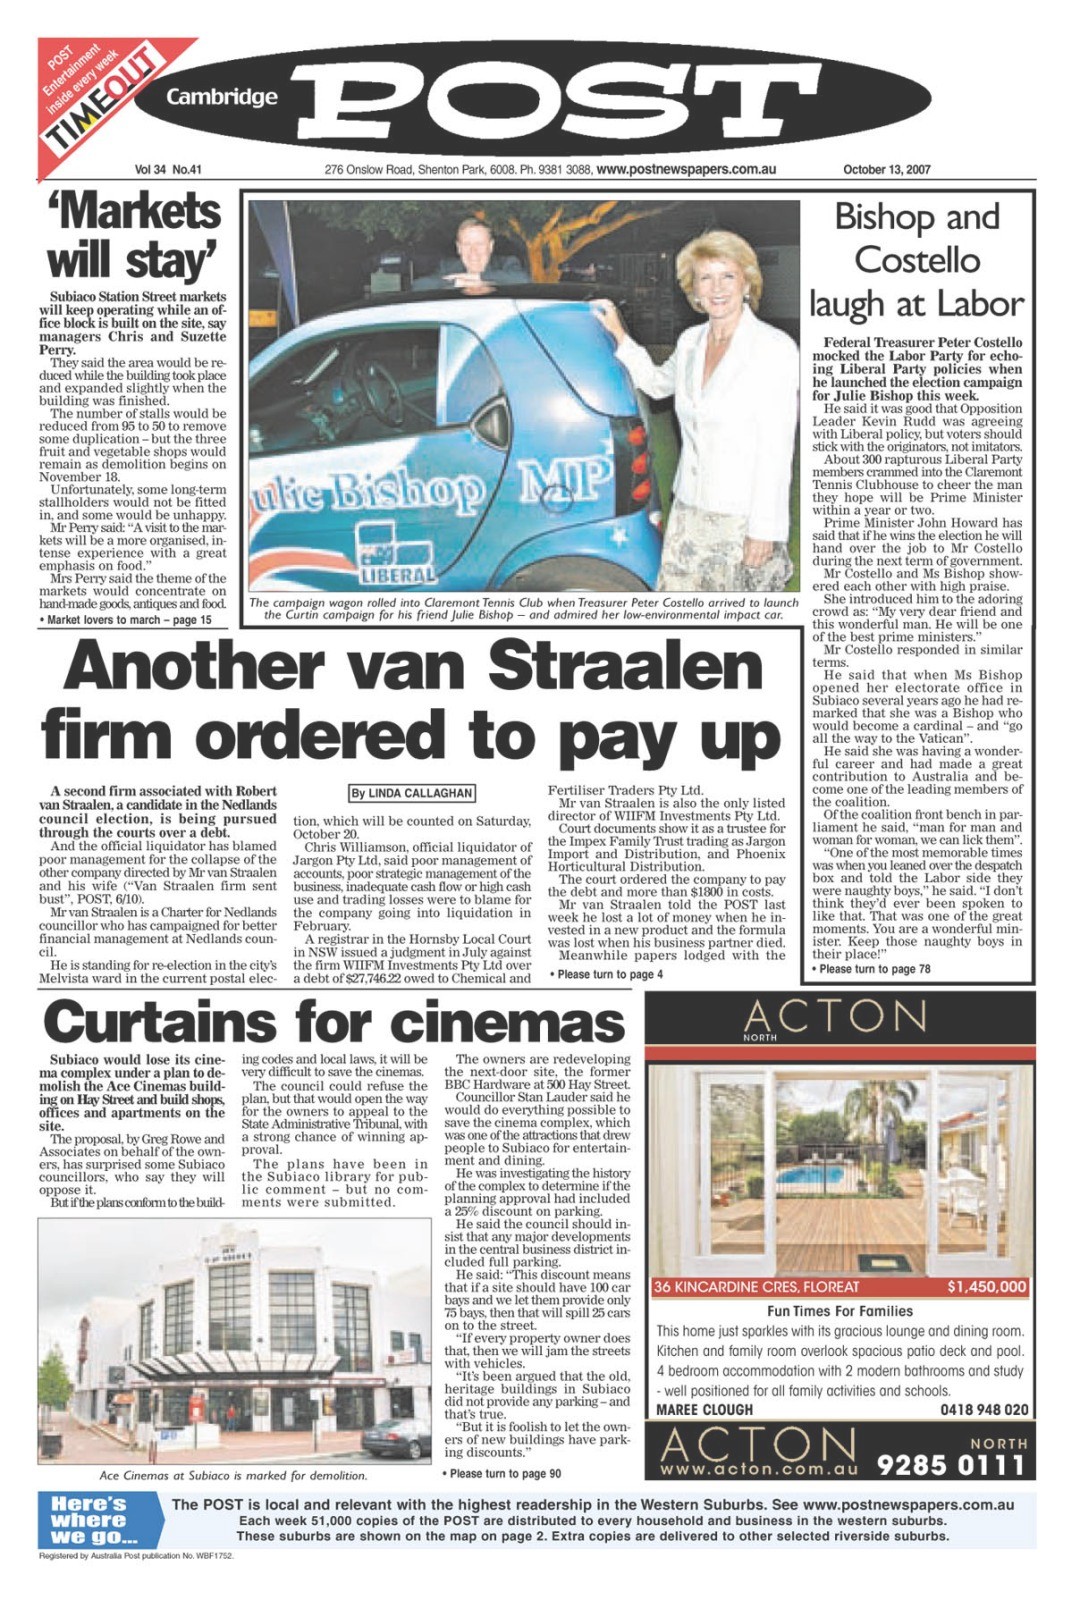 POST
Entertainment
inside every week
TIMEOUT
Cambridge
POST
Vol 34 No.41
276 Onslow Road, Shenton Park, 6008. Ph. 9381 3088, www.postnewspapers.com.au
October 13, 2007
‘Markets
will stay’
Subiaco Station Street markets
will keep operating while an of-
fice block is built on the site, say
managers Chris and Suzette
Perry.
They said the area would be re-
duced while the building took place
and expanded slightly when the
building was finished.
The number of stalls would be
reduced from 95 to 50 to remove
some duplication – but the three
fruit and vegetable shops would
remain as demolition begins on
November 18.
Unfortunately, some long-term
stallholders would not be fitted
in, and some would be unhappy.
Mr Perry said: “A visit to the mar-
kets will be a more organised, in-
tense experience with a great
emphasis on food.”
Mrs Perry said the theme of the
markets would concentrate on
hand-made goods, antiques and food.
• Market lovers to march – page 15
ulie Bishop MP
LIBERAL
The campaign wagon rolled into Claremont Tennis Club when Treasurer Peter Costello arrived to launch
the Curtin campaign for his friend Julie Bishop – and admired her low-environmental impact car.
Bishop and
Costello
laugh at Labor
Federal Treasurer Peter Costello
mocked the Labor Party for echo-
ing Liberal Party policies when
he launched the election campaign
for Julie Bishop this week.
He said it was good that Opposition
Leader Kevin Rudd was agreeing
with Liberal policy, but voters should
stick with the originators, not imitators.
About 300 rapturous Liberal Party
members crammed into the Claremont
Tennis Clubhouse to cheer the man
they hope will be Prime Minister
within a year or two.
Prime Minister John Howard has
said that if he wins the election he will
hand over the job to Mr Costello
during the next term of government.
Mr Costello and Ms Bishop show-
ered each other with high praise.
She introduced him to the adoring
crowd as: “My very dear friend and
this wonderful man. He will be one
of the best prime ministers.”
Mr Costello responded in similar
terms.
He said that when Ms Bishop
opened her electorate office in
Subiaco several years ago he had re-
marked that she was a Bishop who
would become a cardinal – and “go
all the way to the Vatican”.
He said she was having a wonder-
ful career and had made a great
contribution to Australia and be-
come one of the leading members of
the coalition.
Of the coalition front bench in par-
liament he said, “man for man and
woman for woman, we can lick them”.
“One of the most memorable times
was when you leaned over the despatch
box and told the Labor side they
were naughty boys,” he said. “I don’t
think they’d ever been spoken to
like that. That was one of the great
moments. You are a wonderful min-
ister. Keep those naughty boys in
their place!”
• Please turn to page 78
Another van Straalen
firm ordered to pay up
A second firm associated with Robert
van Straalen, a candidate in the Nedlands
council election, is being pursued
through the courts over a debt.
And the official liquidator has blamed
poor management for the collapse of the
other company directed by Mr van Straalen
and his wife (“Van Straalen firm sent
bust”, POST, 6/10).
Mr van Straalen is a Charter for Nedlands
councillor who has campaigned for better
financial management at Nedlands coun-
cil.
He is standing for re-election in the city’s
Melvista ward in the current postal elec-
By LINDA CALLAGHAN
tion, which will be counted on Saturday,
October 20.
Chris Williamson, official liquidator of
Jargon Pty Ltd, said poor management of
accounts, poor strategic management of the
business, inadequate cash flow or high cash
use and trading losses were to blame for
the company going into liquidation in
February.
A registrar in the Hornsby Local Court
in NSW issued a judgment in July against
the firm WIIFM Investments Pty Ltd over
a debt of $27,746.22 owed to Chemical and
Fertiliser Traders Pty Ltd.
Mr van Straalen is also the only listed
director of WIIFM Investments Pty Ltd.
Court documents show it as a trustee for
the Impex Family Trust trading as Jargon
Import and Distribution, and Phoenix
Horticultural Distribution.
The court ordered the company to pay
the debt and more than $1800 in costs.
Mr van Straalen told the POST last
week he lost a lot of money when he in-
vested in a new product and the formula
was lost when his business partner died.
Meanwhile papers lodged with the
• Please turn to page 4
Curtains for cinemas
Subiaco would lose its cine-
ma complex under a plan to de-
molish the Ace Cinemas build-
ing on Hay Street and build shops,
offices and apartments on the
site.
The proposal, by Greg Rowe and
Associates on behalf of the own-
ers, has surprised some Subiaco
councillors, who say they will
oppose it.
But if the plans conform to the build-
ing codes and local laws, it will be
very difficult to save the cinemas.
The council could refuse the
plan, but that would open the way
for the owners to appeal to the
State Administrative Tribunal, with
a strong chance of winning ap-
proval.
The plans have been in
the Subiaco library for pub-
lic comment – but no com-
ments were submitted.
The owners are redeveloping
the next-door site, the former
BBC Hardware at 500 Hay Street.
Councillor Stan Lauder said he
would do everything possible to
save the cinema complex, which
was one of the attractions that drew
people to Subiaco for entertain-
ment and dining.
He was investigating the history
of the complex to determine if the
planning approval had included
a 25% discount on parking.
He said the council should in-
sist that any major developments
in the central business district in-
cluded full parking.
He said: “This discount means
that if a site should have 100 car
bays and we let them provide only
75 bays, then that will spill 25 cars
on to the street.
“If every property owner does
that, then we will jam the streets
with vehicles.
“It’s been argued that the old,
heritage buildings in Subiaco
did not provide any parking – and
that’s true.
“But it is foolish to let the own-
ers of new buildings have park-
ing discounts.”
• Please turn to page 90
Ace Cinemas at Subiaco is marked for demolition.
ACTON
NORTH
36 KINCARDINE CRES, FLOREAT $1,450,000
Fun Times For Families
This home just sparkles with its gracious lounge and dining room.
Kitchen and family room overlook spacious patio deck and pool.
4 bedroom accommodation with 2 modern bathrooms and study
- well positioned for all family activities and schools.
MAREE CLOUGH 0418 948 020
ACTON
NORTH
www.acton.com.au 9285 0111
Here’s
where
we go...
The POST is local and relevant with the highest readership in the Western Suburbs. See www.postnewspapers.com.au
Each week 51,000 copies of the POST are distributed to every household and business in the western suburbs.
These suburbs are shown on the map on page 2. Extra copies are delivered to other selected riverside suburbs.
Registered by Australia Post publication No. WBF1752.